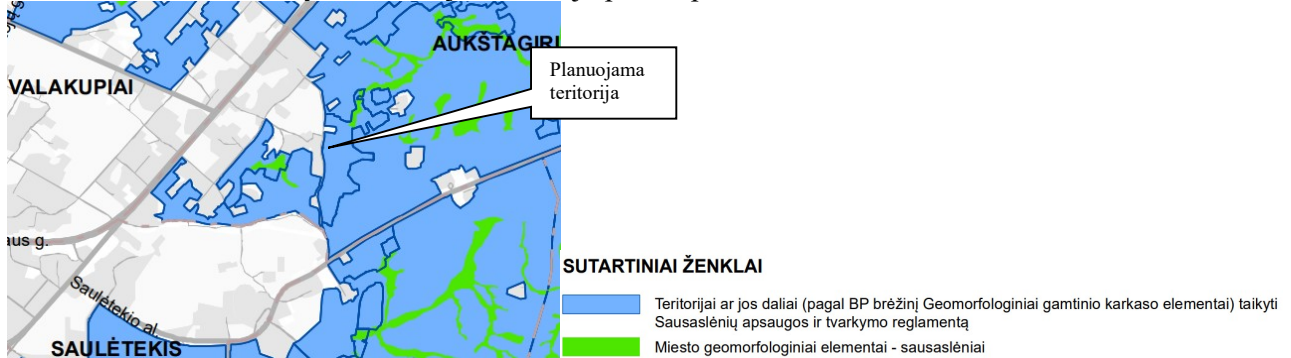 VALAKUPIAI
AUKŠTAGIRI
Planuojama
teritorija
aus g.
Saulėtekio al.
SAULĖTEKIS
SUTARTINIAI ŽENKLAI
Teritorijai ar jos daliai (pagal BP brėžinį Geomorfologiniai gamtinio karkaso elementai) taikyti
Sausaslėnių apsaugos ir tvarkymo reglamentą
Miesto geomorfologiniai elementai - sausaslėniai